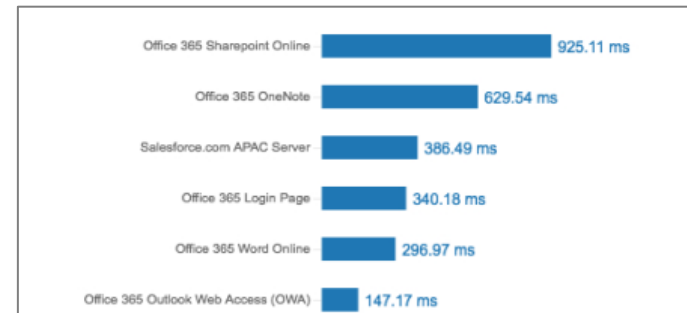 Office 365 Sharepoint Online 925.11 ms
Office 365 OneNote 629.54 ms
Salesforce.com APAC Server 386.49 ms
Office 365 Login Page 340.18 ms
Office 365 Word Online 296.97 ms
Office 365 Outlook Web Access (OWA) 147.17 ms